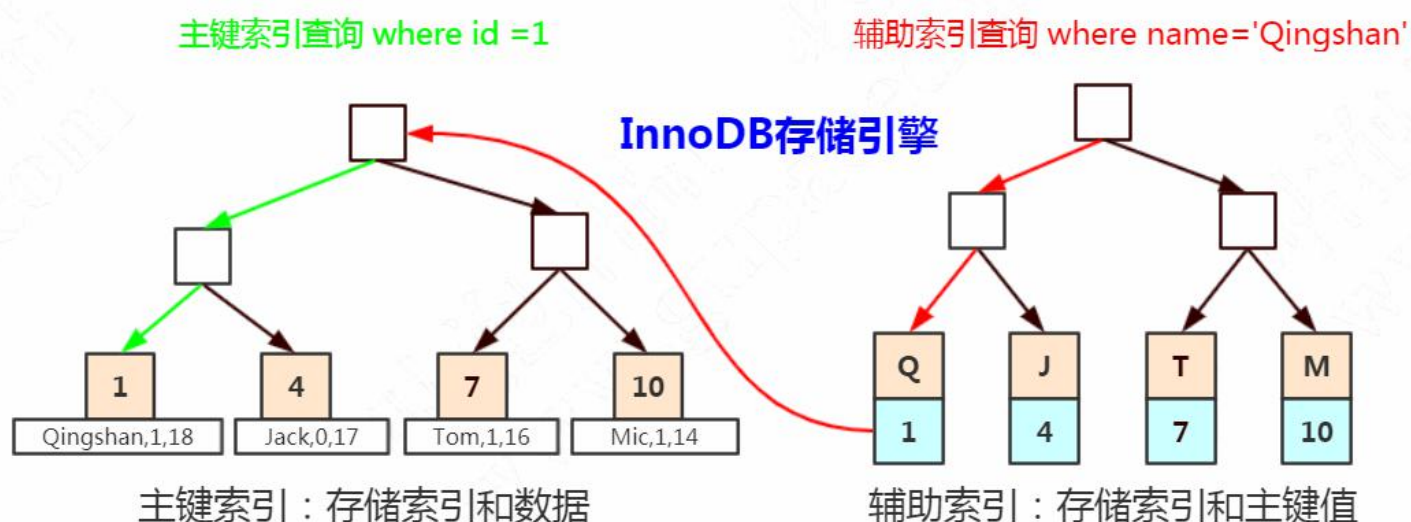 主键索引查询 where id =1
辅助索引查询 where name='Qingshan'
InnoDB存储引擎
1
4
7
10
Qingshan,1,18
Jack,0,17
Tom,1,16
Mic,1,14
Q
J
T
M
1
4
7
10
主键索引：存储索引和数据
辅助索引：存储索引和主键值